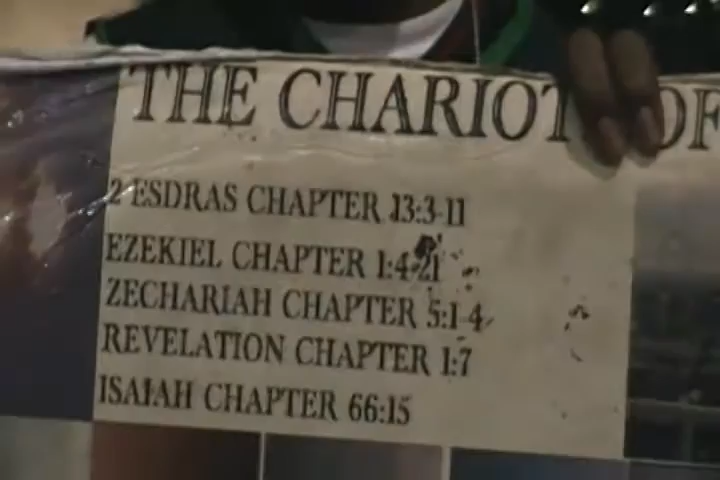 THE CHARIOT OF
2 ESDRAS CHAPTER 13:3-11
EZEKIEL CHAPTER 1:4-21
ZECHARIAH CHAPTER 5:1-4
REVELATION CHAPTER 1:7
ISAIAH CHAPTER 66:15